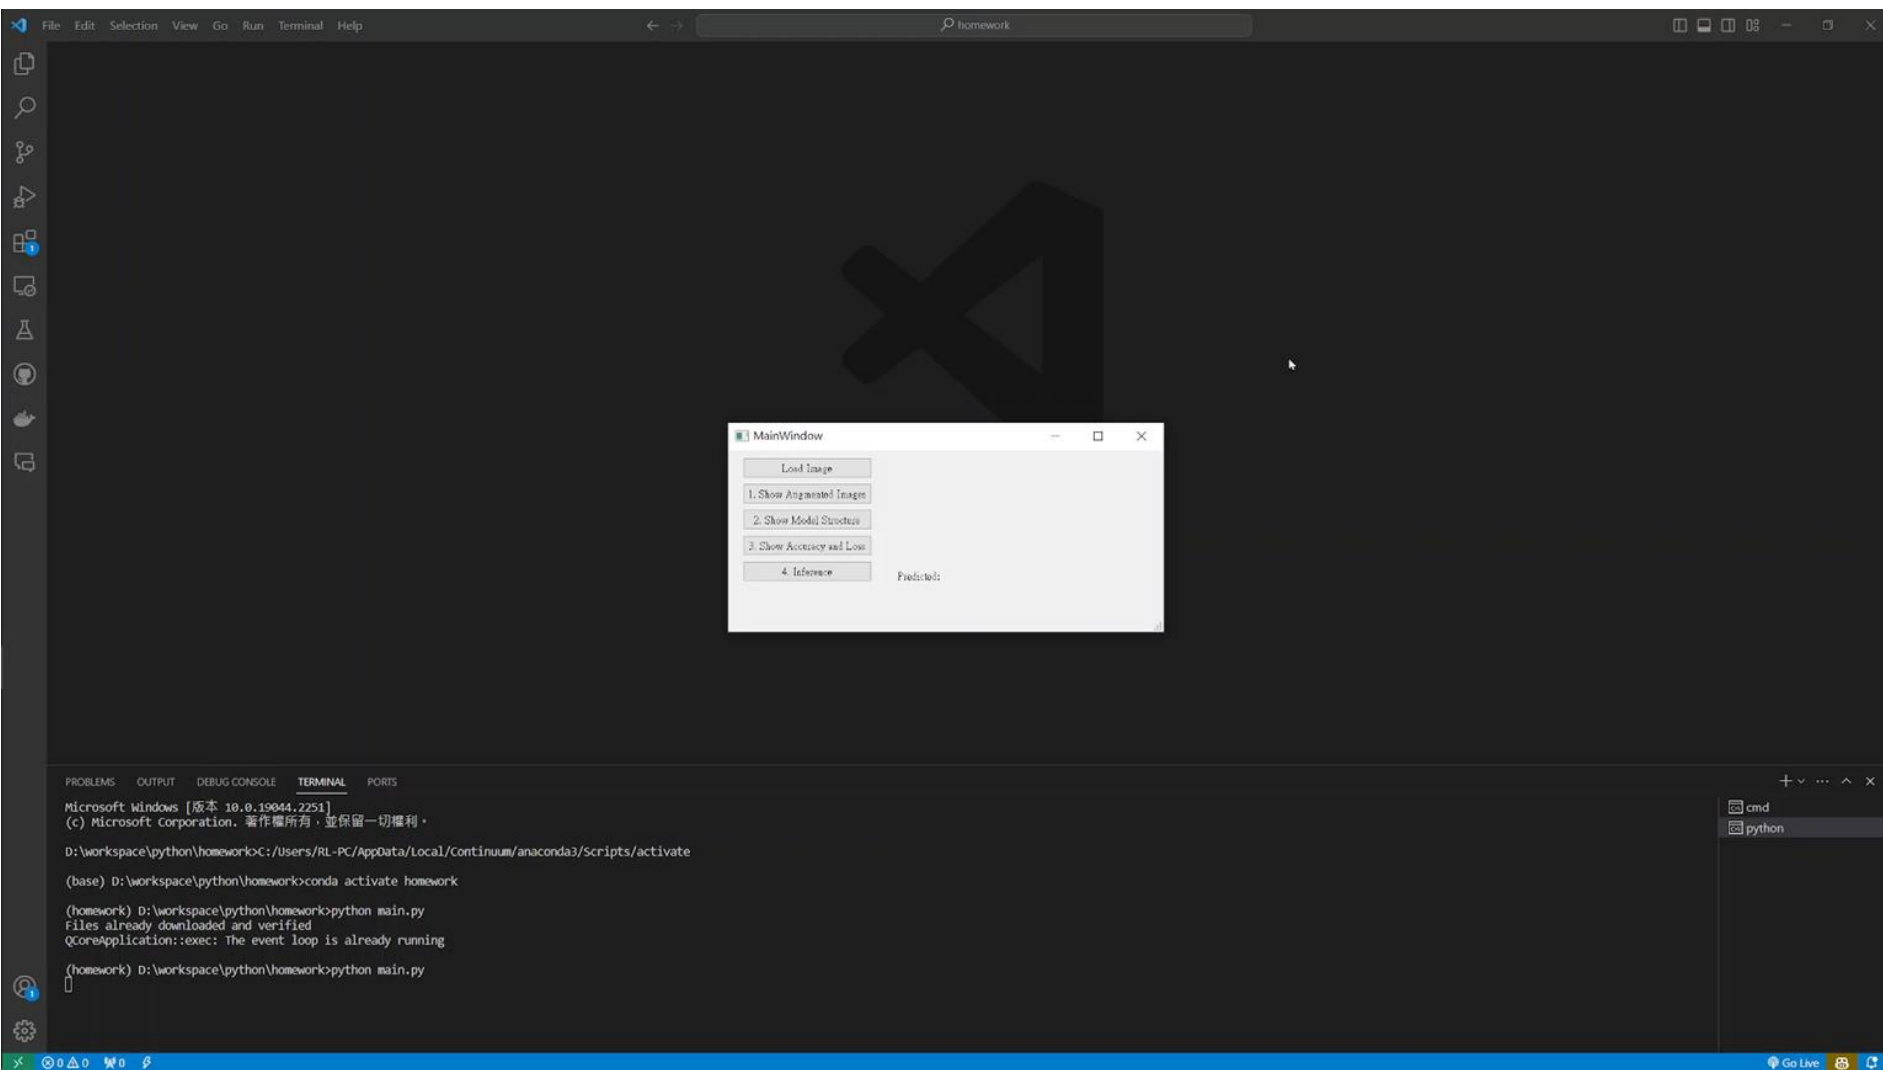 File Edit Selection View Go Run Terminal Help
homework
MainWindow
Load Image
1. Show Augmented Images
2. Show Model Structure
3. Show Accuracy and Loss
4. Inference
Predicted:
PROBLEMS OUTPUT DEBUG CONSOLE TERMINAL PORTS
Microsoft Windows [版本 10.0.19044.2251]
(c) Microsoft Corporation. 著作權所有，並保留一切權利。
D:\workspace\python\homework>C:/Users/RL-PC/AppData/Local/Continuum/anaconda3/Scripts/activate
(base) D:\workspace\python\homework>conda activate homework
(homework) D:\workspace\python\homework>python main.py
Files already downloaded and verified
QCoreApplication::exec: The event loop is already running
(homework) D:\workspace\python\homework>python main.py
cmd
python
1
1
0 0 0
Go Live